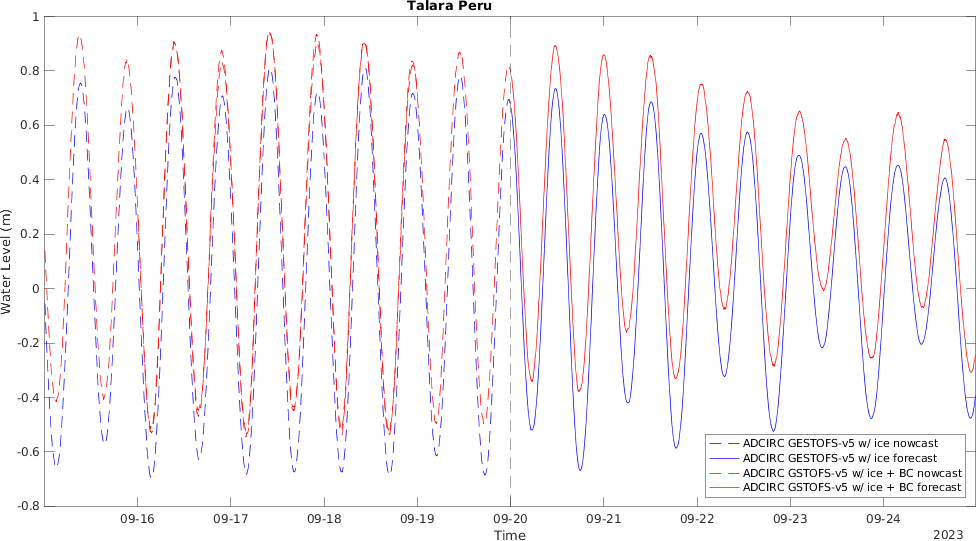 Talara Peru
1
0.8
0.6
0.4
0.2
0
-0.2
-0.4
-0.6
-0.8
Water Level (m)
09-16 09-17 09-18 09-19 09-20 09-21 09-22 09-23 09-24
Time
2023
ADCIRC GESTOFS-v5 w/ ice nowcast
ADCIRC GESTOFS-v5 w/ ice forecast
ADCIRC GSTOFS-v5 w/ ice + BC nowcast
ADCIRC GSTOFS-v5 w/ ice + BC forecast